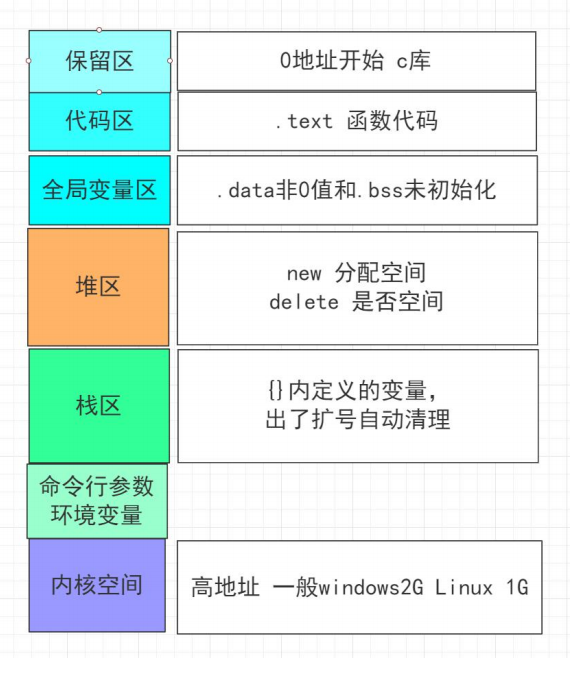 保留区
0地址开始 c库
代码区
.text 函数代码
全局变量区
.data非0值和.bss未初始化
堆区
new 分配空间
delete 是否空间
栈区
{}内定义的变量,
出了扩号自动清理
命令行参数
环境变量
内核空间
高地址 一般windows2G Linux 1G